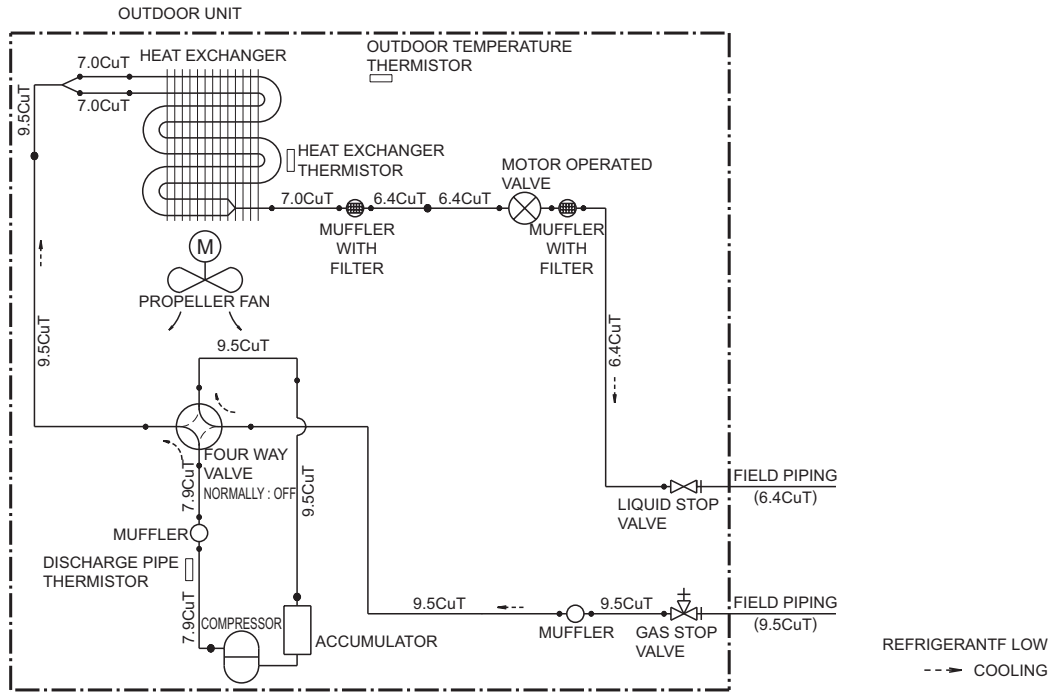 OUTDOOR UNIT
HEAT EXCHANGER
OUTDOOR TEMPERATURE
THERMISTOR
7.0CuT
7.0CuT
9.5CuT
HEAT EXCHANGER
THERMISTOR
MOTOR OPERATED
VALVE
7.0CuT
6.4CuT
6.4CuT
MUFFLER
WITH
FILTER
MUFFLER
WITH
FILTER
M
PROPELLER FAN
9.5CuT
9.5CuT
6.4CuT
FOUR WAY
VALVE
NORMALLY : OFF
7.9CuT
9.5CuT
FIELD PIPING
(6.4CuT)
LIQUID STOP
VALVE
MUFFLER
DISCHARGE PIPE
THERMISTOR
7.9CuT
COMPRESSOR
ACCUMULATOR
9.5CuT
9.5CuT
MUFFLER
GAS STOP
VALVE
FIELD PIPING
(9.5CuT)
REFRIGERANTF LOW
COOLING